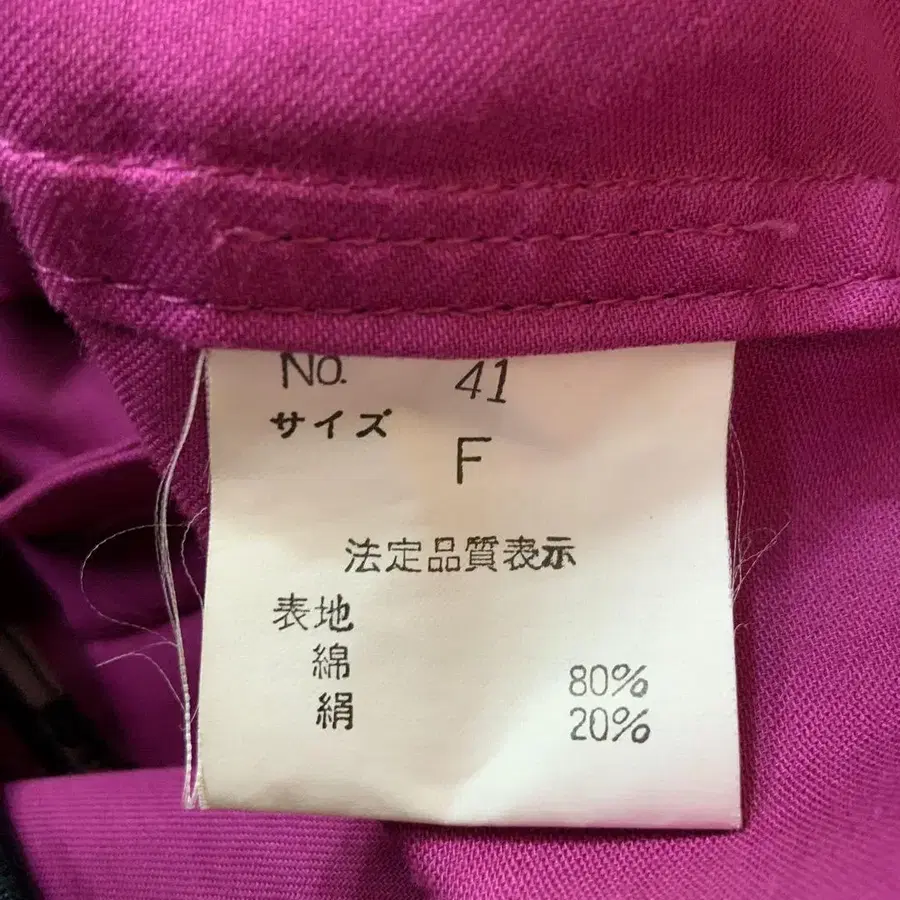 No. 41
サイズ
F
法定品質表示
表地
綿 80%
絹 20%